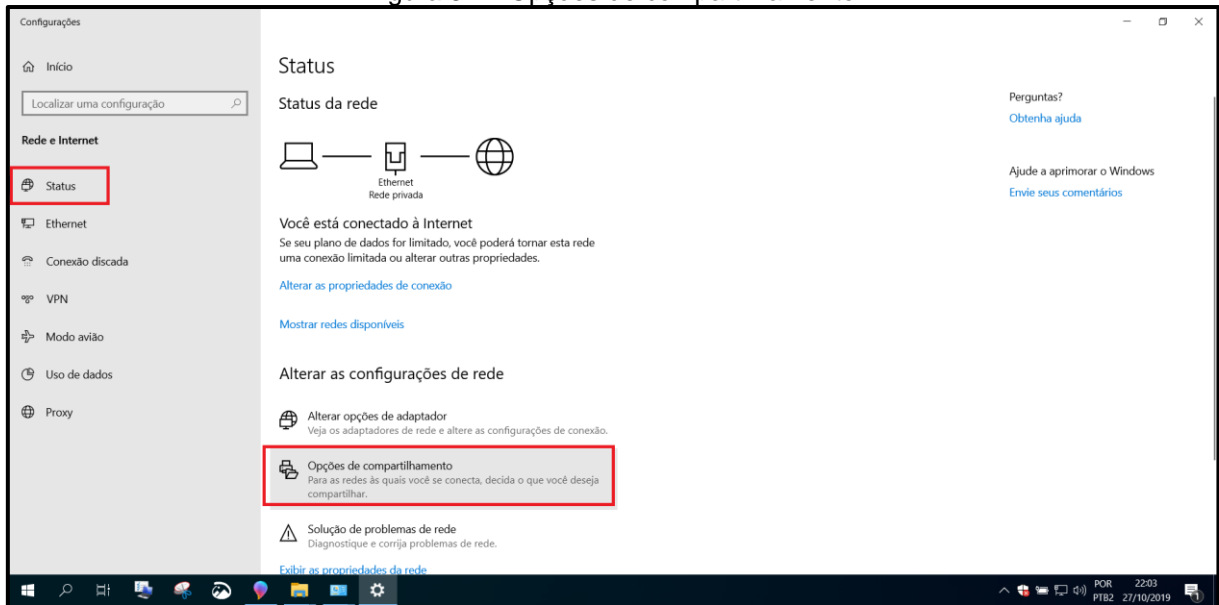 Opções de compartilhamento
Configurações
Início
Localizar uma configuração
Rede e Internet
Status
Ethernet
Conexão discada
VPN
Modo avião
Uso de dados
Proxy
Status
Status da rede
Ethernet
Rede privada
Você está conectado à Internet
Se seu plano de dados for limitado, você poderá tornar esta rede
uma conexão limitada ou alterar outras propriedades.
Alterar as propriedades de conexão
Mostrar redes disponíveis
Alterar as configurações de rede
Alterar opções de adaptador
Veja os adaptadores de rede e altere as configurações de conexão.
Opções de compartilhamento
Para as redes às quais você se conecta, decida o que você deseja
compartilhar.
Solução de problemas de rede
Diagnostique e corrija problemas de rede.
Exibir as propriedades da rede
Perguntas?
Obtenha ajuda
Ajude a aprimorar o Windows
Envie seus comentários
POR
PTB2
22:03
27/10/2019
1